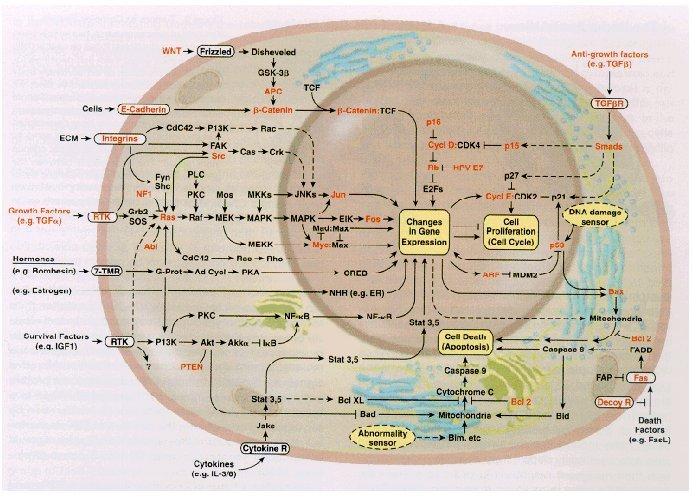 WNT
Frizzled
Disheveled
GSK-3β
APC
Cells
E-Cadherin
β-Catenin
TCF
β-Catenin:TCF
Anti-growth factors
(e.g. TGFβ)
TGFβR
Smads
p16
Cycl D:CDK4
p15
Rb
HPV E7
E2Fs
p27
Cycl E:CDK2
p21
DNA damage
sensor
p53
ARF
MDM2
Bax
Mitochondria
Bcl 2
FADD
Caspase 8
FAP
Fas
Decoy R
Death
Factors
(e.g. FasL)
ECM
Integrins
CdC42
P13K
Rac
FAK
Src
Cas
Crk
Fyn
Shc
NF1
PLC
PKC
Mos
MKKs
JNKs
Jun
Growth Factors
(e.g. TGFα)
RTK
Grb2
SOS
Ras
Raf
MEK
MAPK
MAPK
ElK
Fos
Mad:Max
Myc:Max
MEKK
Abl
CdC42
Rho
Changes
in Gene
Expression
Cell
Proliferation
(Cell Cycle)
Hormones
(e.g. Bombesin)
7-TMR
G-Prot
Ad Cycl
PKA
CREB
(e.g. Estrogen)
NHR (e.g. ER)
PKC
NF-κB
NF-κB
Survival Factors
(e.g. IGF1)
RTK
P13K
Akt
Akkα
IκB
?
PTEN
Stat 3,5
Stat 3,5
Stat 3,5
Cell Death
(Apoptosis)
Caspase 9
Cytochrome C
Bcl XL
Bcl 2
Bad
Mitochondria
Bid
Abnormality
sensor
Bim, etc
Jaks
Cytokine R
Cytokines
(e.g. IL-3/6)